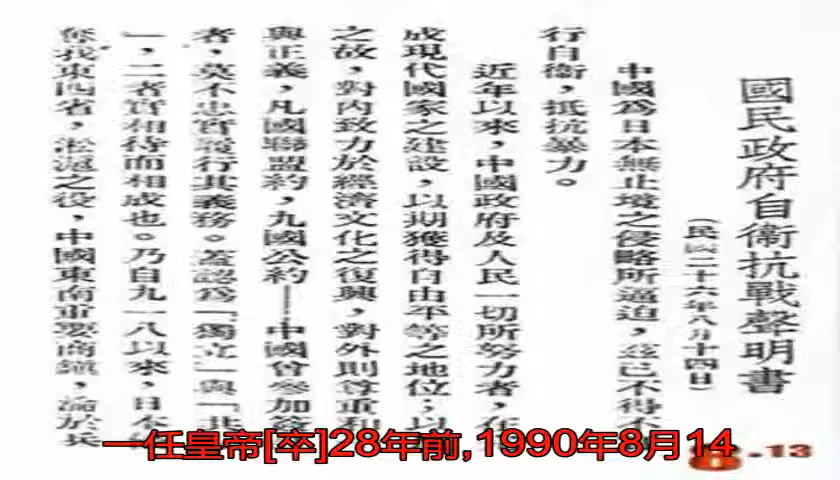 國民政府自衞抗戰聲明書
(民國二十六年八月十四日)
中國爲日本無止境之侵略所逼迫，茲已不得不
行自衞，抵抗暴力。
近年以來，中國政府及人民一切所努力者，在
成現代國家之建設，以期獲得自由平等之地位；以
之故，對內致力於經濟文化之復興，對外則尊重和
與正義，凡國聯盟約，九國公約——中國曾參加簽
者，莫不忠實履行其義務。蓋認爲「獨立」與「共
」，二者實相待而相成也。乃自九一八以來，日
奪我東四省，淞滬之役，中國東南重要商鎮，淪於兵
一任皇帝[卒]28年前,1990年8月14
8.13